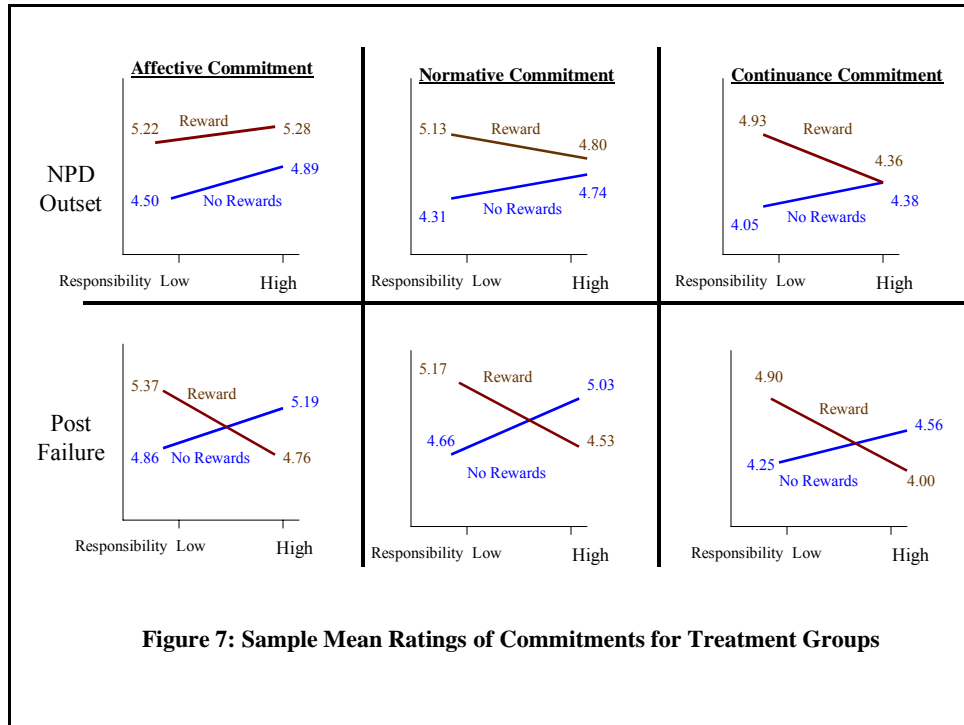 Affective Commitment
Normative Commitment
Continuance Commitment
NPD
Outset
5.22
Reward
5.28
4.50
No Rewards
4.89
Responsibility Low
High
5.13
Reward
4.80
4.31
No Rewards
4.74
Responsibility Low
High
4.93
Reward
4.36
4.05
No Rewards
4.38
Responsibility Low
High
Post
Failure
5.37
Reward
5.19
4.86
No Rewards
4.76
Responsibility Low
High
5.17
Reward
5.03
4.66
No Rewards
4.53
Responsibility Low
High
4.90
Reward
4.56
4.25
No Rewards
4.00
Responsibility Low
High
Figure 7: Sample Mean Ratings of Commitments for Treatment Groups